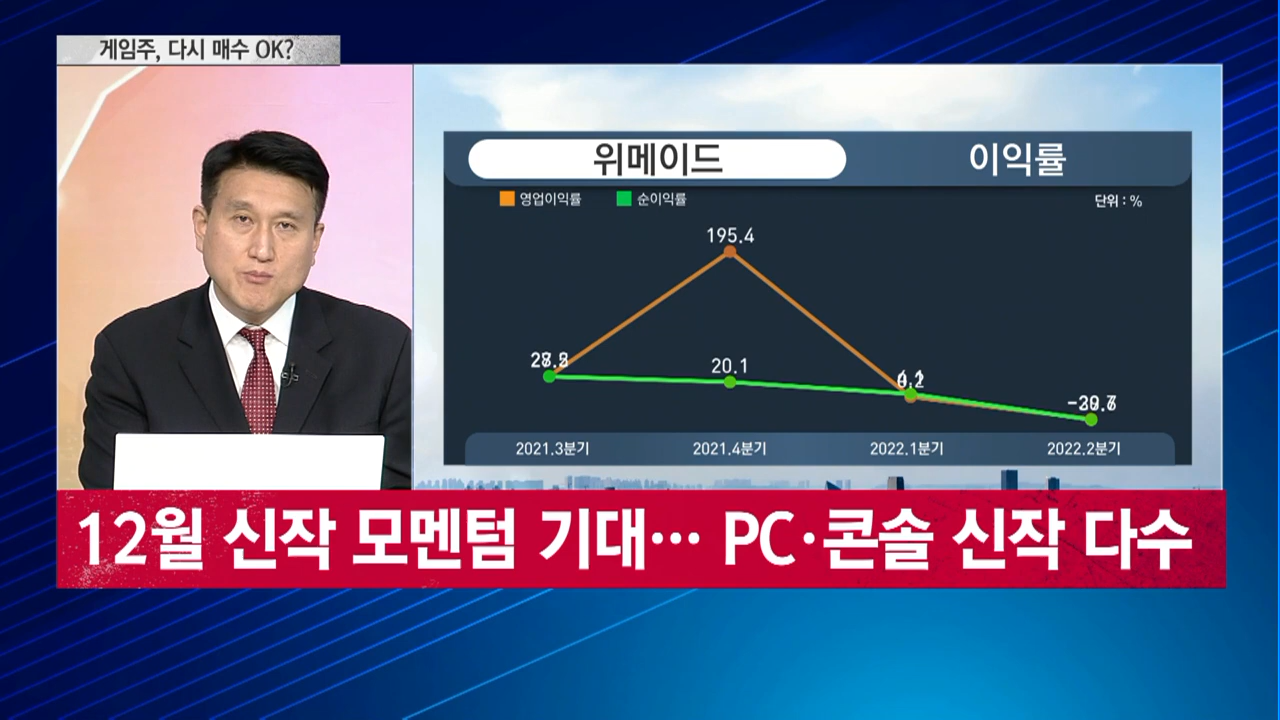 게임주, 다시 매수 OK?
위메이드
이익률
영업이익률
순이익률
단위 : %
195.4
20.1
2021.3분기
2021.4분기
2022.1분기
2022.2분기
12월 신작 모멘텀 기대… PC·콘솔 신작 다수